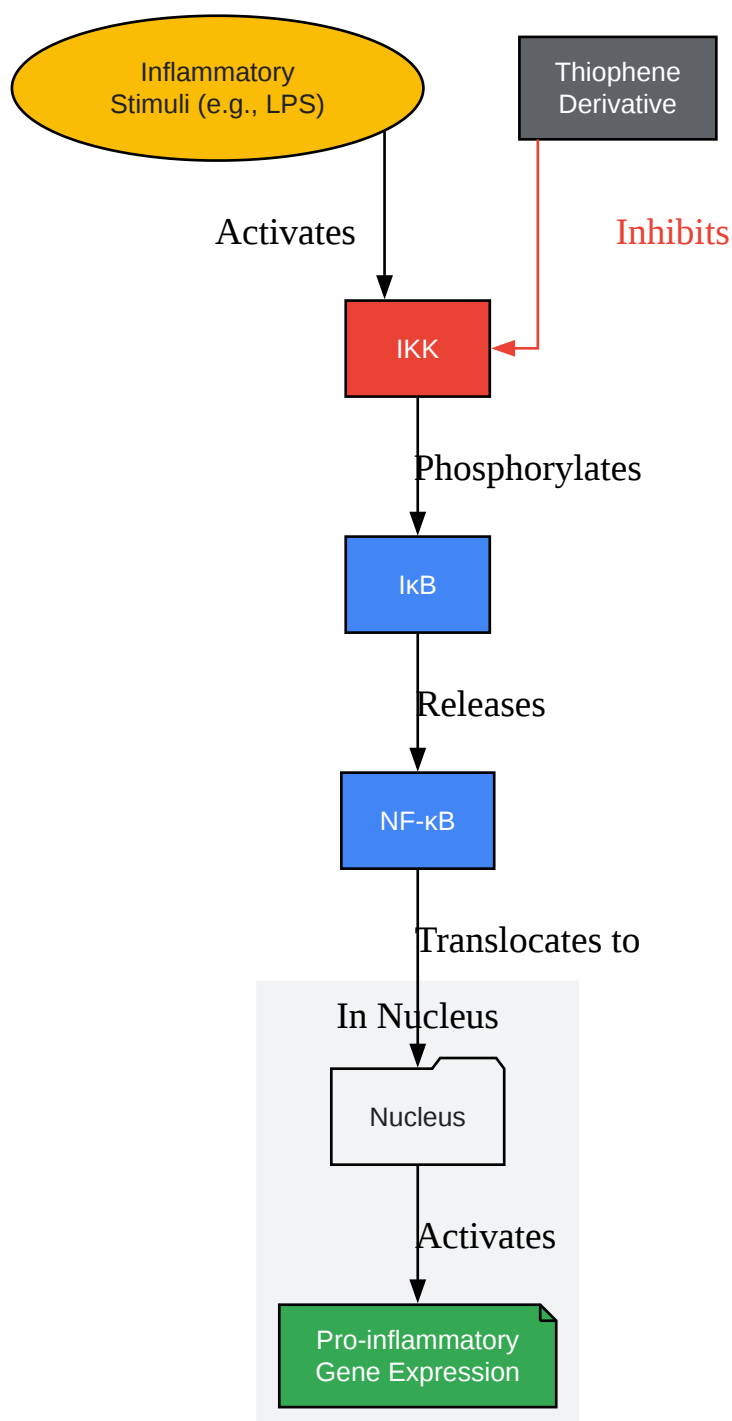 Inflammatory
Stimuli (e.g., LPS)
Thiophene
Derivative
Activates
Inhibits
IKK
Phosphorylates
IκB
Releases
NF-κB
Translocates to
In Nucleus
Nucleus
Activates
Pro-inflammatory
Gene Expression